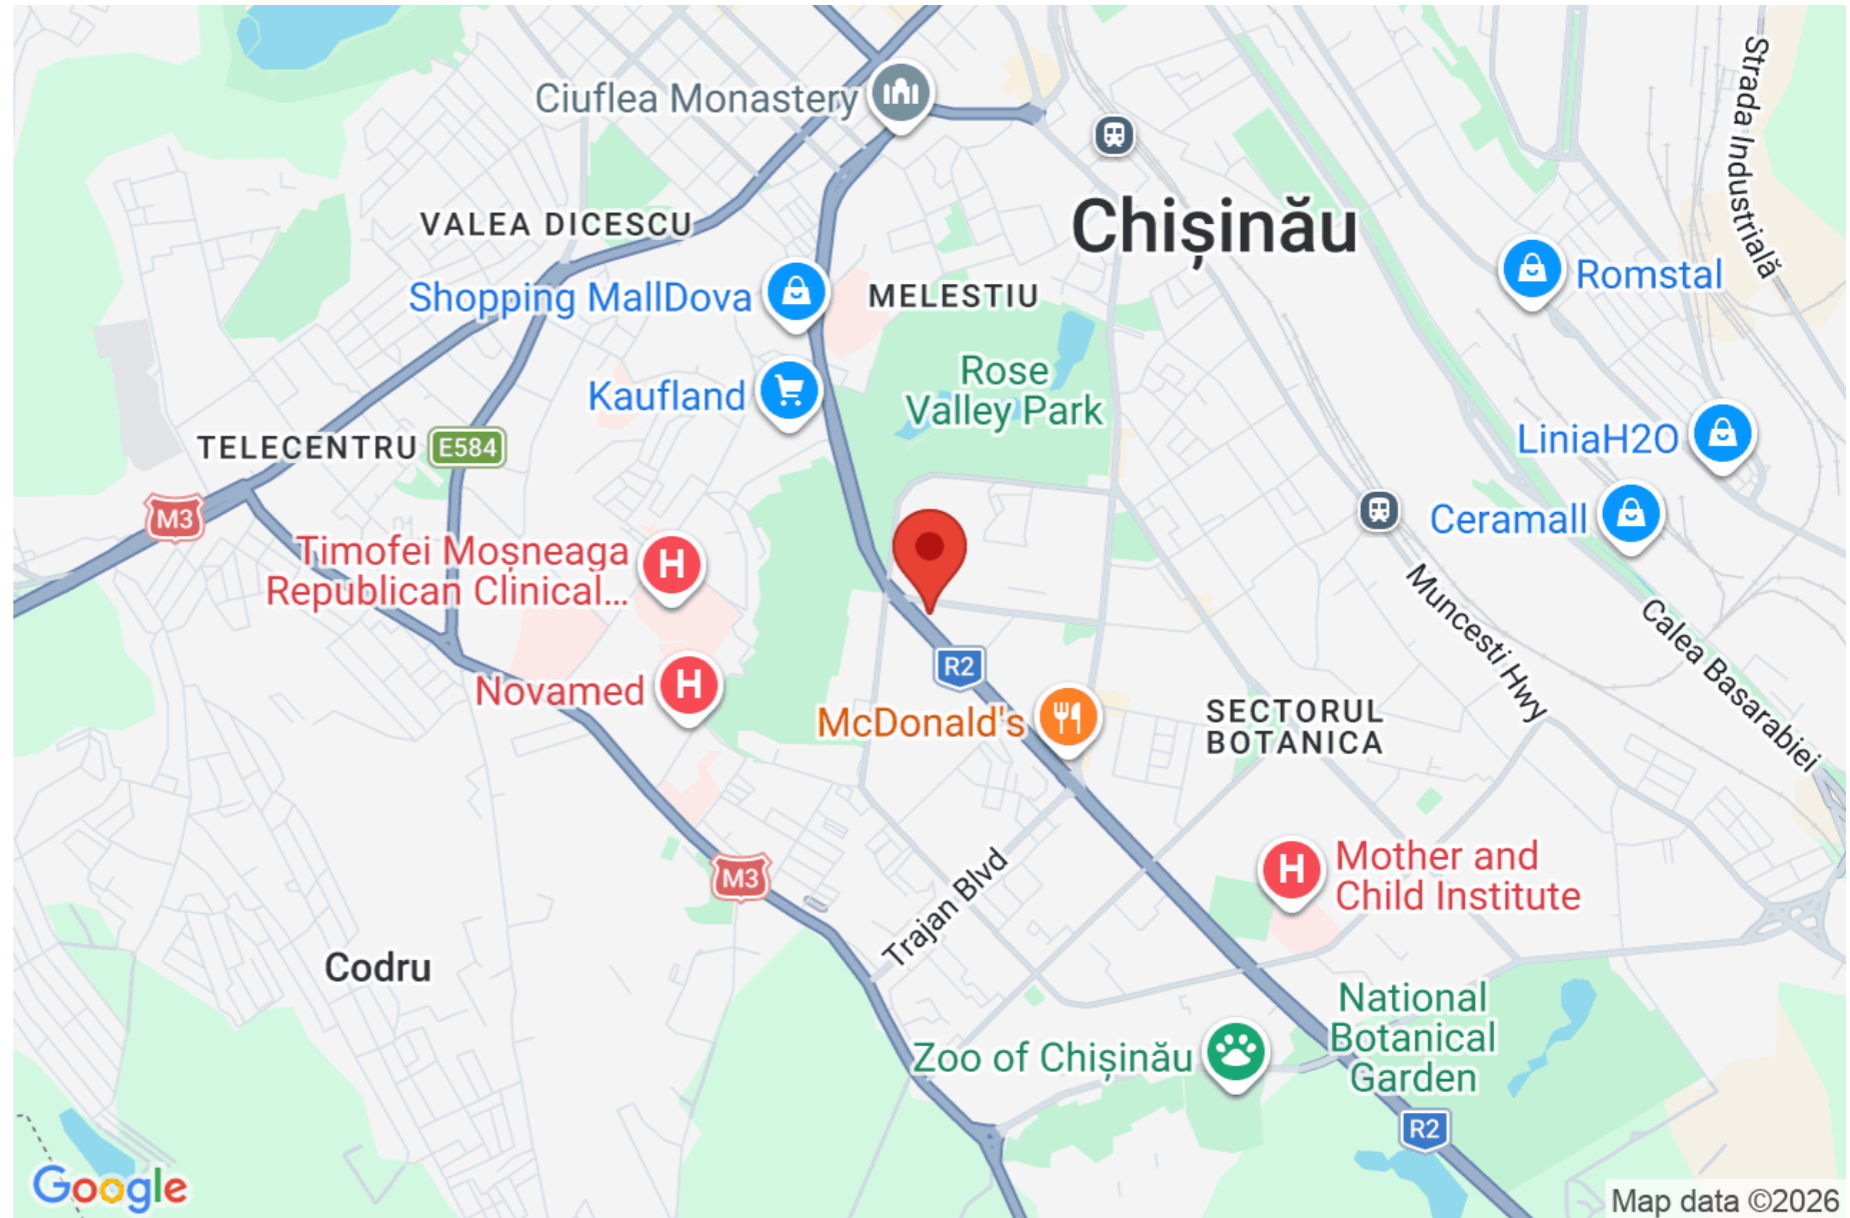 Ciuflea Monastery
Strada Industrială
VALEA DICESCU
Chișinău
Romstal
Shopping MallDova
MELESTIU
Rose
Valley Park
Kaufland
LiniaH2O
TELECENTRU
E584
M3
Ceramall
Timofei Moșneaga
Republican Clinical...
H
Muncesti Hwy
Calea Basarabiei
R2
Novamed
H
McDonald's
SECTORUL
BOTANICA
M3
Trajan Blvd
H
Mother and
Child Institute
Codru
National
Botanical
Garden
Zoo of Chișinău
R2
Google
Map data ©2026